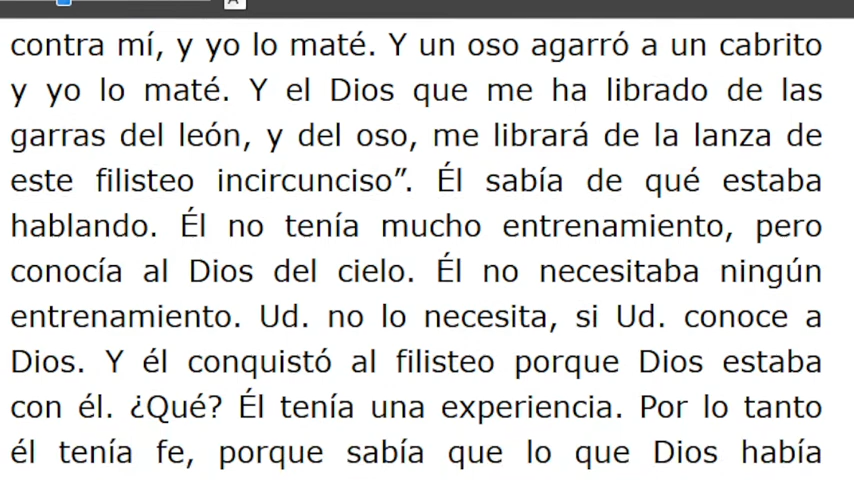 contra mí, y yo lo maté. Y un oso agarró a un cabrito
y yo lo maté. Y el Dios que me ha librado de las
garras del león, y del oso, me librará de la lanza de
este filisteo incircunciso”. Él sabía de qué estaba
hablando. Él no tenía mucho entrenamiento, pero
conocía al Dios del cielo. Él no necesitaba ningún
entrenamiento. Ud. no lo necesita, si Ud. conoce a
Dios. Y él conquistó al filisteo porque Dios estaba
con él. ¿Qué? Él tenía una experiencia. Por lo tanto
él tenía fe, porque sabía que lo que Dios había